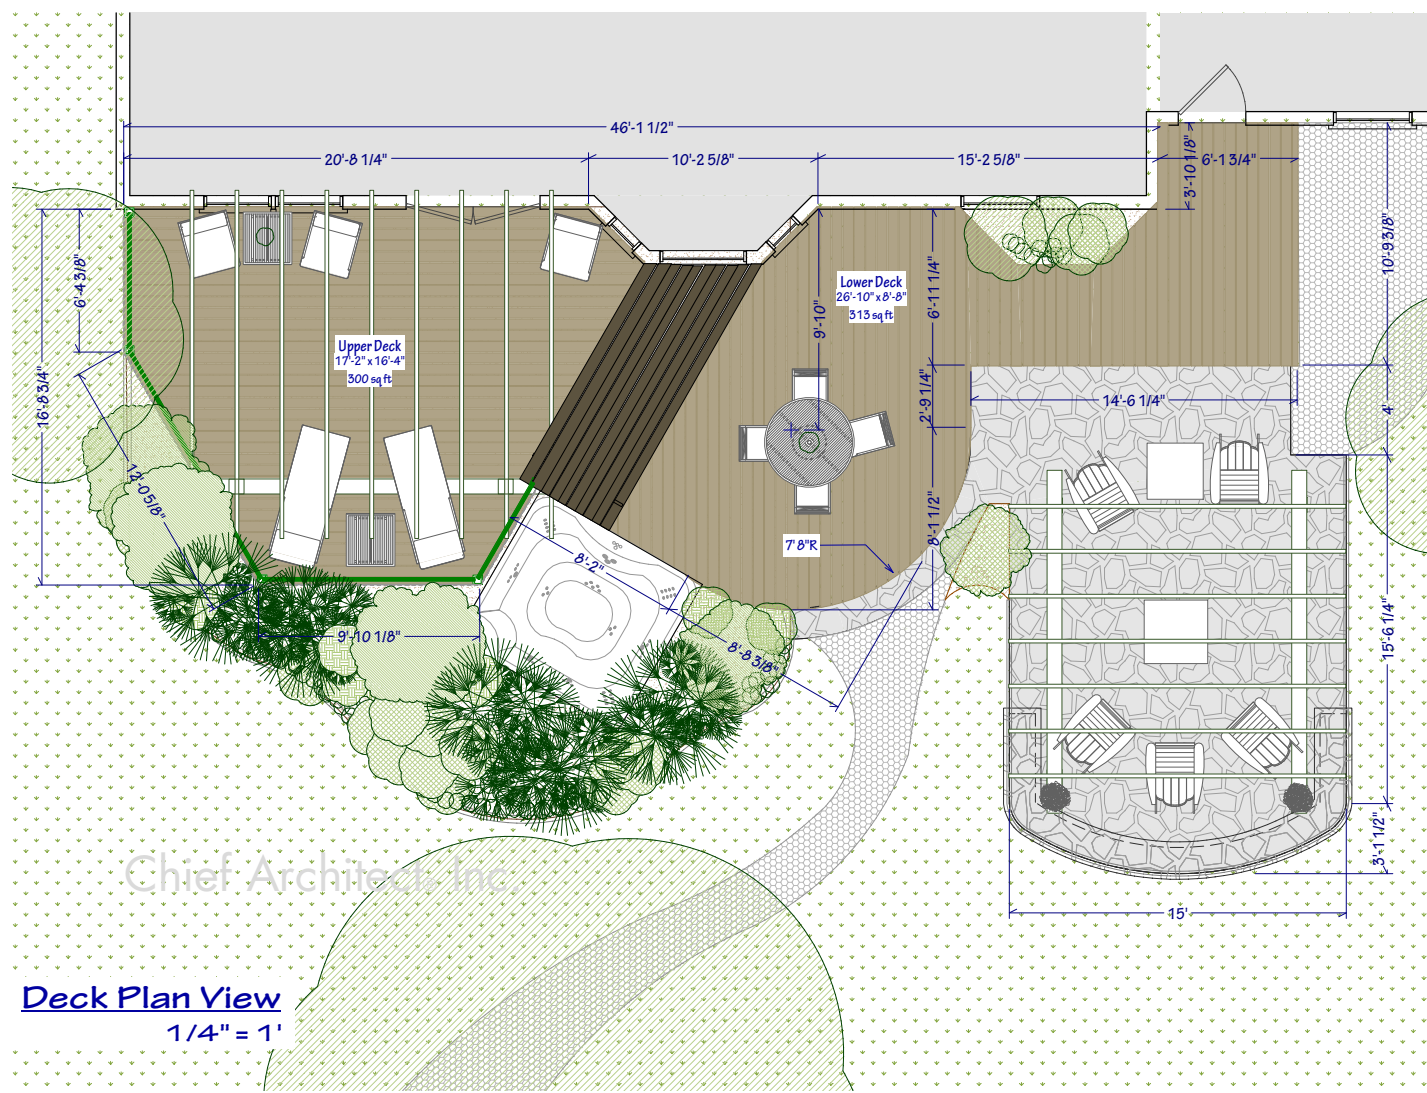 46'-1 1/2"
20'-8 1/4"
10'-2 5/8"
15'-2 5/8"
3'-10 1/8"
6'-1 3/4"
10'-9 3/8"
6'-4 3/8"
16'-8 3/4"
Upper Deck
17'-2" x 16'-4"
300 sq ft
Lower Deck
26'-10" x 8'-8"
313 sq ft
9'-10"
6'-11 1/4"
2'-9 1/4"
14'-6 1/4"
4'
12'-0 5/8"
8'-2"
7' 8"R
8'-1 1/2"
9'-10 1/8"
8'-8 3/8"
15'-6 1/4"
3'-1 1/2"
15'
Chief Architect Inc
Deck Plan View
1/4" = 1'